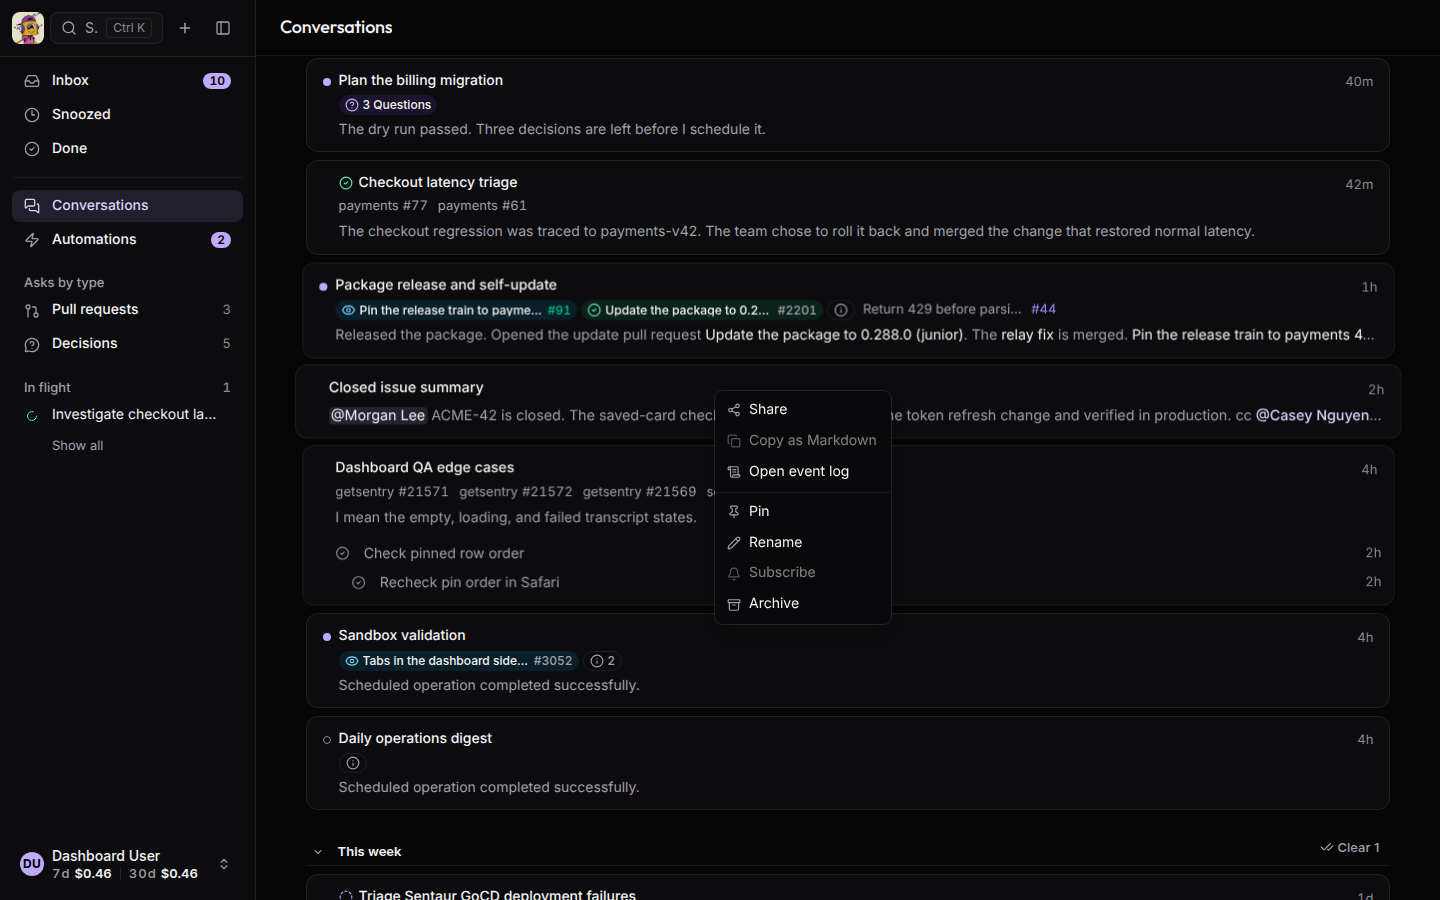 S. Ctrl K
Conversations
Inbox 10
Snoozed
Done
Conversations
Automations 2
Asks by type
Pull requests 3
Decisions 5
In flight 1
Investigate checkout la...
Show all
Plan the billing migration 40m
3 Questions
The dry run passed. Three decisions are left before I schedule it.
Checkout latency triage 42m
payments #77 payments #61
The checkout regression was traced to payments-v42. The team chose to roll it back and merged the change that restored normal latency.
Package release and self-update 1h
Pin the release train to payme... #91 Update the package to 0.2... #2201 Return 429 before parsi... #44
Released the package. Opened the update pull request Update the package to 0.288.0 (junior). The relay fix is merged. Pin the release train to payments 4...
Closed issue summary 2h
@Morgan Lee ACME-42 is closed. The saved-card chec
ne token refresh change and verified in production. cc @Casey Nguyen...
Share
Copy as Markdown
Open event log
Pin
Rename
Subscribe
Archive
Dashboard QA edge cases 4h
getsentry #21571 getsentry #21572 getsentry #21569
I mean the empty, loading, and failed transcript states.
Check pinned row order 2h
Recheck pin order in Safari 2h
Sandbox validation 4h
Tabs in the dashboard side... #3052 2
Scheduled operation completed successfully.
Daily operations digest 4h
Scheduled operation completed successfully.
This week Clear 1
Triage Sentaur GoCD deployment failures 1d
DU Dashboard User
7d $0.46 30d $0.46